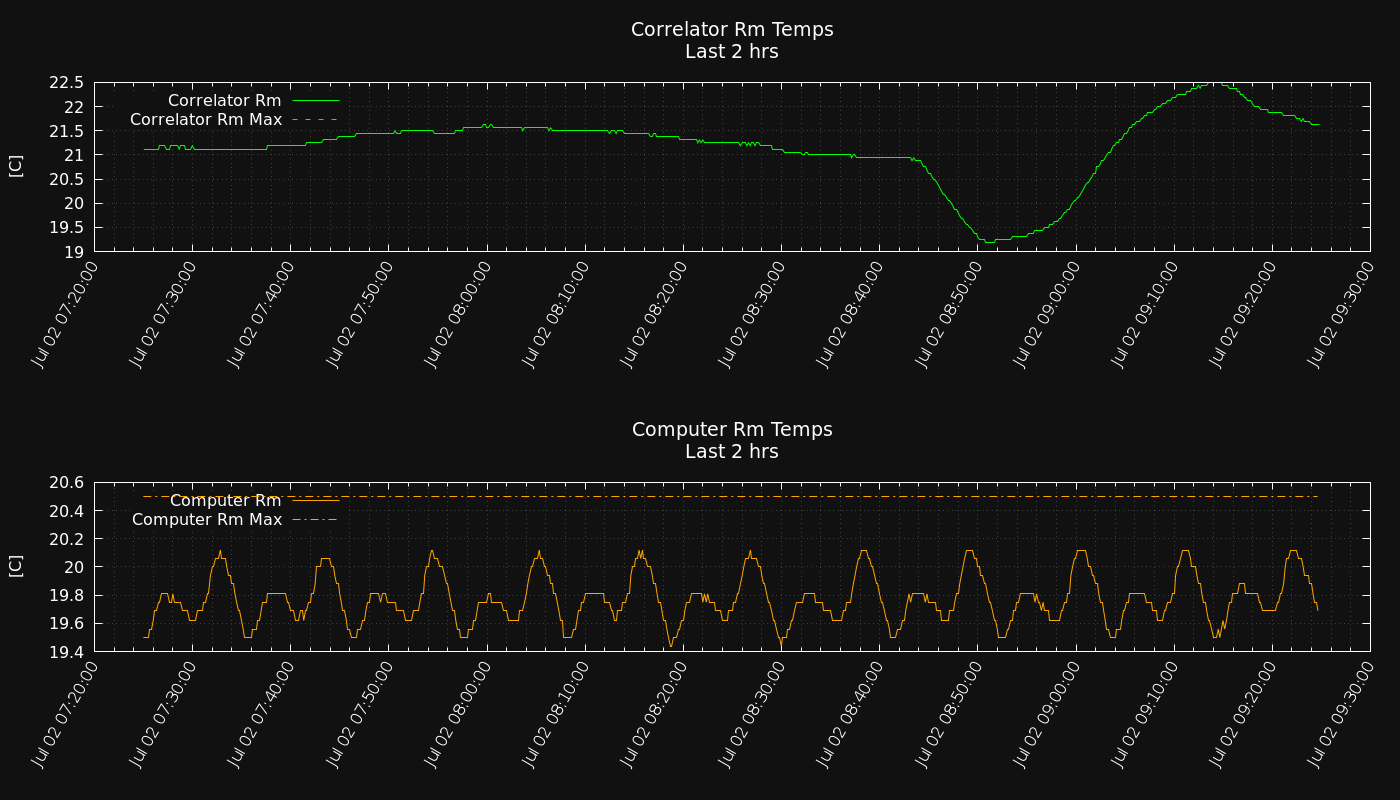 Correlator Rm Temps
Last 2 hrs
Correlator Rm
Correlator Rm Max
[C]
22.5
22
21.5
21
20.5
20
19.5
19
Jul 02 07:20:00
Jul 02 07:30:00
Jul 02 07:40:00
Jul 02 07:50:00
Jul 02 08:00:00
Jul 02 08:10:00
Jul 02 08:20:00
Jul 02 08:30:00
Jul 02 08:40:00
Jul 02 08:50:00
Jul 02 09:00:00
Jul 02 09:10:00
Jul 02 09:20:00
Jul 02 09:30:00
Computer Rm Temps
Last 2 hrs
Computer Rm
Computer Rm Max
[C]
20.6
20.4
20.2
20
19.8
19.6
19.4
Jul 02 07:20:00
Jul 02 07:30:00
Jul 02 07:40:00
Jul 02 07:50:00
Jul 02 08:00:00
Jul 02 08:10:00
Jul 02 08:20:00
Jul 02 08:30:00
Jul 02 08:40:00
Jul 02 08:50:00
Jul 02 09:00:00
Jul 02 09:10:00
Jul 02 09:20:00
Jul 02 09:30:00